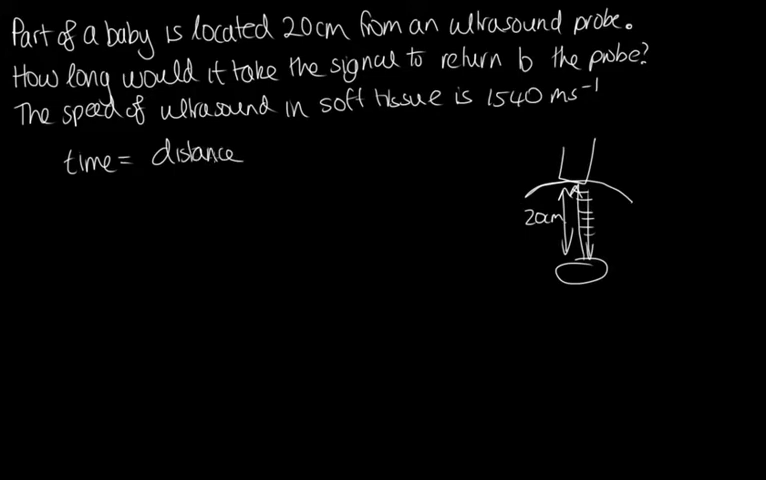 Part of a baby is located 20cm from an ultrasound probe.
How long would it take the signal to return to the probe?
The speed of ultrasound in soft tissue is 1540 ms⁻¹
time = distance
20cm